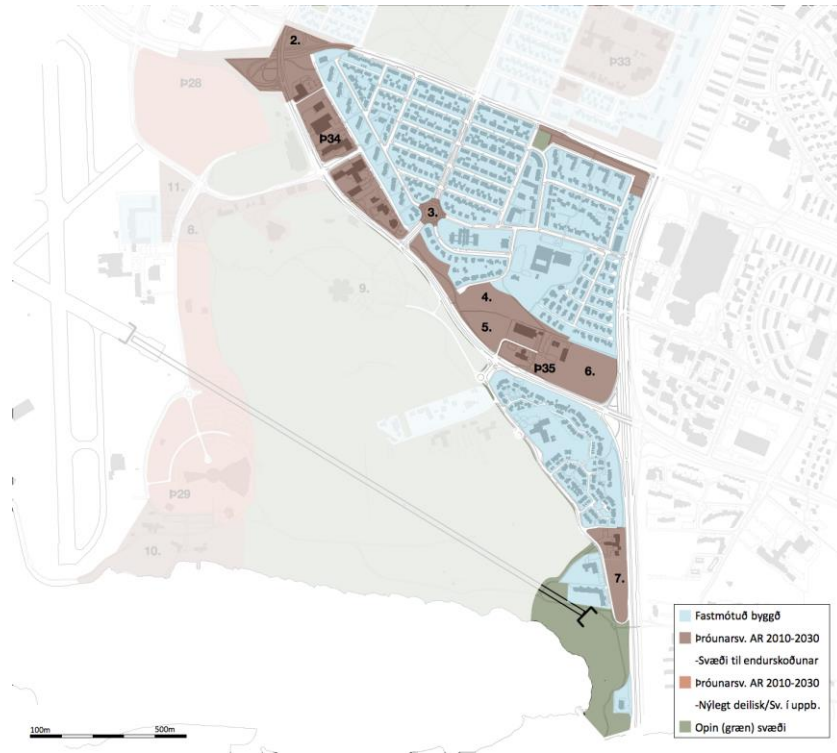 2.
Þ33
Þ28
Þ34
11.
3.
8.
9.
4.
5.
Þ35
6.
Þ29
10.
7.
Fastmótuð byggð
Þróunarsv. AR 2010-2030
-Svæði til endurskoðunar
Þróunarsv. AR 2010-2030
-Nýlegt deilisk/Sv. í uppb.
Opin (græn) svæði
100m
500m